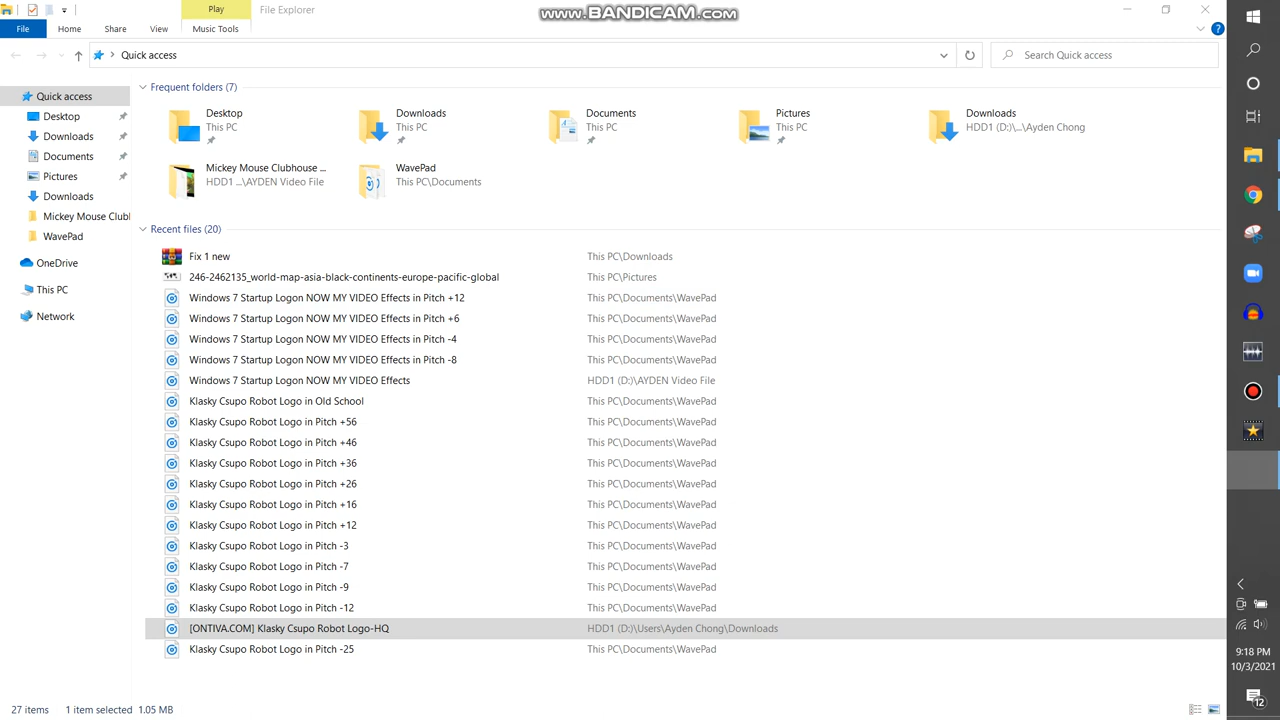 Play
File Explorer
www.BANDICAM.com
File
Home
Share
View
Music Tools
Quick access
Search Quick access
Quick access
Desktop
Downloads
Documents
Pictures
Downloads
Mickey Mouse Clubl
WavePad
OneDrive
This PC
Network
Frequent folders (7)
Desktop
This PC
Downloads
This PC
Documents
This PC
Pictures
This PC
Downloads
HDD1 (D:)\...\Ayden Chong
Mickey Mouse Clubhouse ...
HDD1 ...\AYDEN Video File
WavePad
This PC\Documents
Recent files (20)
Fix 1 new This PC\Downloads
246-2462135_world-map-asia-black-continents-europe-pacific-global This PC\Pictures
Windows 7 Startup Logon NOW MY VIDEO Effects in Pitch +12 This PC\Documents\WavePad
Windows 7 Startup Logon NOW MY VIDEO Effects in Pitch +6 This PC\Documents\WavePad
Windows 7 Startup Logon NOW MY VIDEO Effects in Pitch -4 This PC\Documents\WavePad
Windows 7 Startup Logon NOW MY VIDEO Effects in Pitch -8 This PC\Documents\WavePad
Windows 7 Startup Logon NOW MY VIDEO Effects HDD1 (D:)\AYDEN Video File
Klasky Csupo Robot Logo in Old School This PC\Documents\WavePad
Klasky Csupo Robot Logo in Pitch +56 This PC\Documents\WavePad
Klasky Csupo Robot Logo in Pitch +46 This PC\Documents\WavePad
Klasky Csupo Robot Logo in Pitch +36 This PC\Documents\WavePad
Klasky Csupo Robot Logo in Pitch +26 This PC\Documents\WavePad
Klasky Csupo Robot Logo in Pitch +16 This PC\Documents\WavePad
Klasky Csupo Robot Logo in Pitch +12 This PC\Documents\WavePad
Klasky Csupo Robot Logo in Pitch -3 This PC\Documents\WavePad
Klasky Csupo Robot Logo in Pitch -7 This PC\Documents\WavePad
Klasky Csupo Robot Logo in Pitch -9 This PC\Documents\WavePad
Klasky Csupo Robot Logo in Pitch -12 This PC\Documents\WavePad
[ONTIVA.COM] Klasky Csupo Robot Logo-HQ HDD1 (D:)\Users\Ayden Chong\Downloads
Klasky Csupo Robot Logo in Pitch -25 This PC\Documents\WavePad
27 items 1 item selected 1.05 MB
9:18 PM
10/3/2021
12